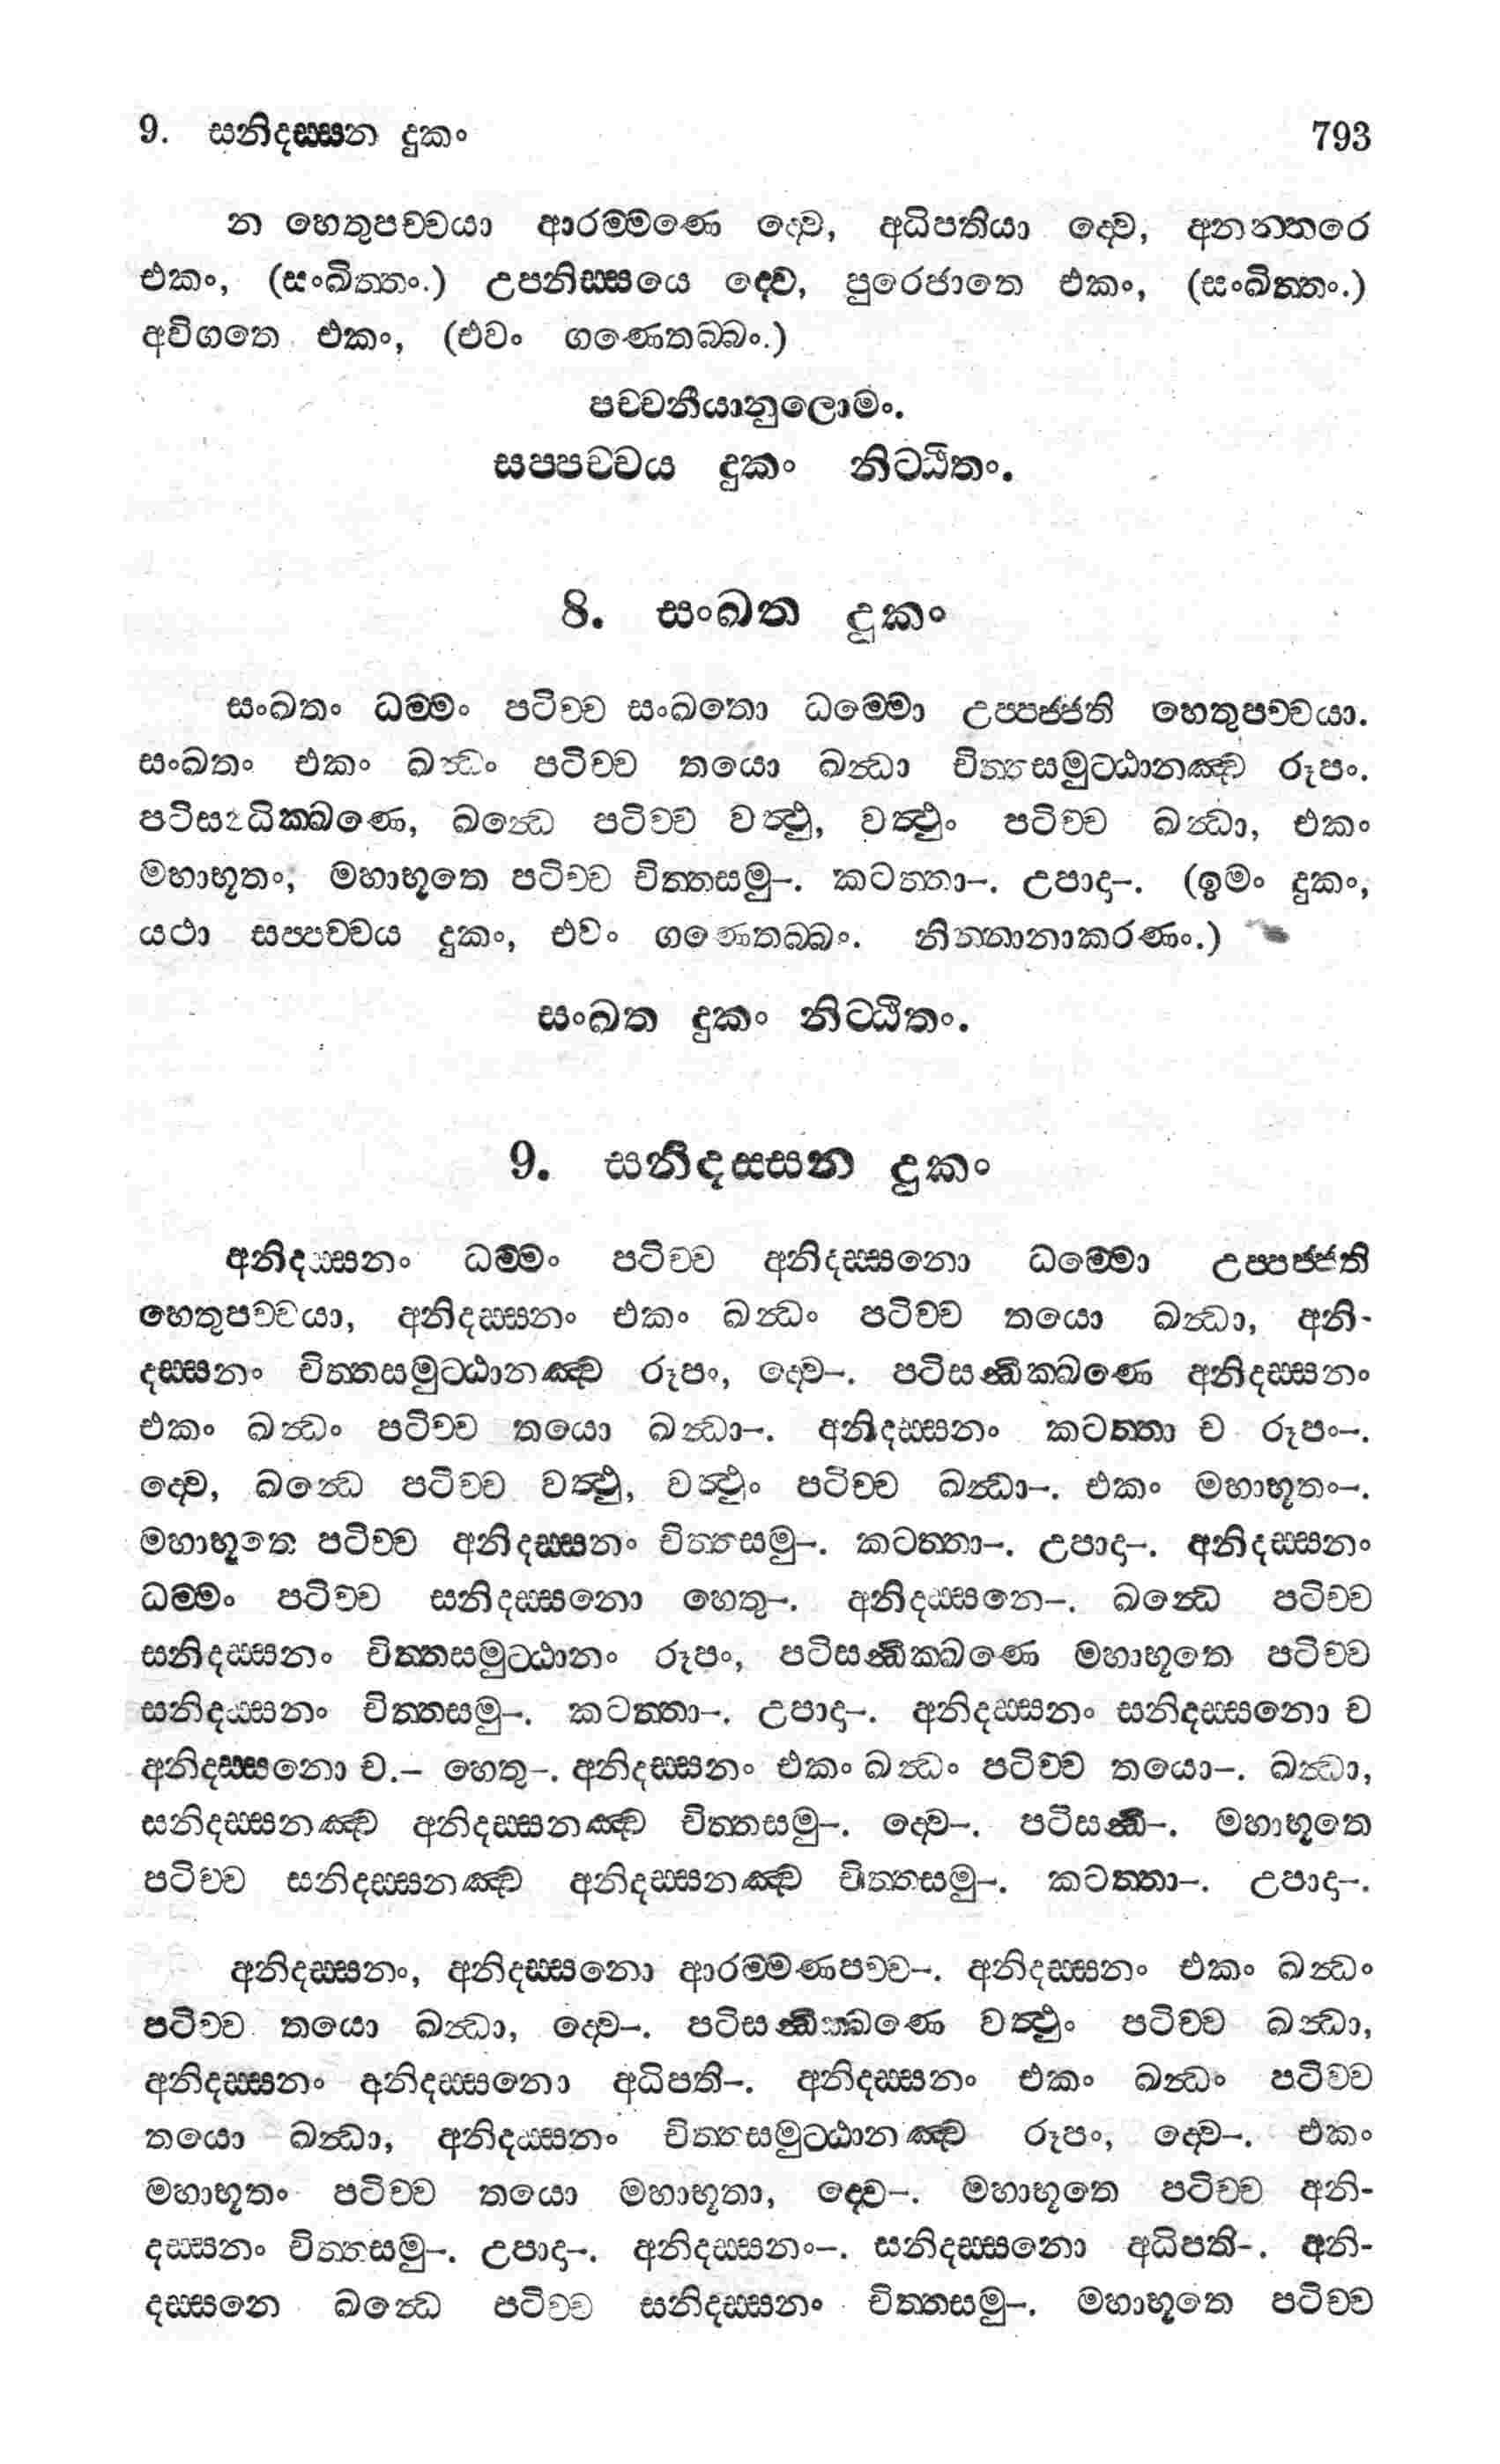 9. සනිදස්සන දුකං 793
න හෙතුපච්චයා ආරම්මණෙ ද්වෙ, අධිපතියා ද්වෙ, අනන්තරෙ
එකං, (සංඛිත්තං.) උපනිස්සයෙ ද්වෙ, පුරෙජාතෙ එකං, (සංඛිත්තං.)
අවිගතෙ එකං, (එවං ගණෙතබ්බං.)
පච්චනීයානුලොමං.
සප්පච්චය දුකං නිට්ඨිතං.
8. සංඛත දුකං
සංඛතං ධම්මං පටිච්ච සංඛතො ධම්මො උප්පජ්ජති හෙතුපච්චයා.
සංඛතං එකං ඛන්ධං පටිච්ච තයො ඛන්ධා චිත්තසමුට්ඨානඤ්ච රූපං.
පටිසන්ධික්ඛණෙ, ඛන්ධෙ පටිච්ච වත්ථු, වත්ථුං පටිච්ච ඛන්ධා, එකං
මහාභූතං, මහාභූතෙ පටිච්ච චිත්තසමු-. කටත්තා-. උපාදා-. (ඉමං දුකං,
යථා සප්පච්චය දුකං, එවං ගණෙතබ්බං. නින්නානාකරණං.)
සංඛත දුකං නිට්ඨිතං.
9. සනිදස්සන දුකං
අනිදස්සනං ධම්මං පටිච්ච අනිදස්සනො ධම්මො උප්පජ්ජති
හෙතුපච්චයා, අනිදස්සනං එකං ඛන්ධං පටිච්ච තයො ඛන්ධා, අනි-
දස්සනං චිත්තසමුට්ඨානඤ්ච රූපං, ද්වෙ-. පටිසන්ධික්ඛණෙ අනිදස්සනං
එකං ඛන්ධං පටිච්ච තයො ඛන්ධා-. අනිදස්සනං කටත්තා ච රූපං-.
ද්වෙ, ඛන්ධෙ පටිච්ච වත්ථු, වත්ථුං පටිච්ච ඛන්ධා-. එකං මහාභූතං-.
මහාභූතෙ පටිච්ච අනිදස්සනං චිත්තසමු-. කටත්තා-. උපාදා-. අනිදස්සනං
ධම්මං පටිච්ච සනිදස්සනො හෙතු-. අනිදස්සනෙ-. ඛන්ධෙ පටිච්ච
සනිදස්සනං චිත්තසමුට්ඨානං රූපං, පටිසන්ධික්ඛණෙ මහාභූතෙ පටිච්ච
සනිදස්සනං චිත්තසමු-. කටත්තා-. උපාදා-. අනිදස්සනං සනිදස්සනො ච
අනිදස්සනො ච.- හෙතු-. අනිදස්සනං එකං ඛන්ධං පටිච්ච තයො-. ඛන්ධා,
සනිදස්සනඤ්ච අනිදස්සනඤ්ච චිත්තසමු-. ද්වෙ-. පටිසන්ධි-. මහාභූතෙ
පටිච්ච සනිදස්සනඤ්ච අනිදස්සනඤ්ච චිත්තසමු-. කටත්තා-. උපාදා-.
අනිදස්සනං, අනිදස්සනො ආරම්මණපච්ච-. අනිදස්සනං එකං ඛන්ධං
පටිච්ච තයො ඛන්ධා, ද්වෙ-. පටිසන්ධික්ඛණෙ වත්ථුං පටිච්ච ඛන්ධා,
අනිදස්සනං අනිදස්සනො අධිපති-. අනිදස්සනං එකං ඛන්ධං පටිච්ච
තයො ඛන්ධා, අනිදස්සනං චිත්තසමුට්ඨානඤ්ච රූපං, ද්වෙ-. එකං
මහාභූතං පටිච්ච තයො මහාභූතා, ද්වෙ-. මහාභූතෙ පටිච්ච අනි-
දස්සනං චිත්තසමු-. උපාදා-. අනිදස්සනං-. සනිදස්සනො අධිපති-. අනි-
දස්සනෙ ඛන්ධෙ පටිච්ච සනිදස්සනං චිත්තසමු-. මහාභූතෙ පටිච්ච